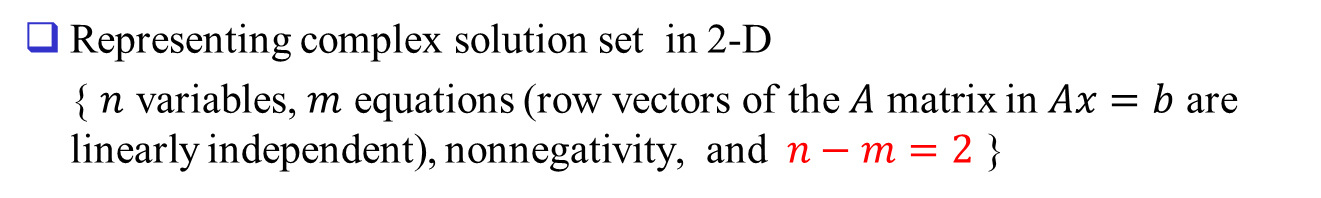 Representing complex solution set in 2-D
{ n variables, m equations (row vectors of the A matrix in Ax = b are
linearly independent), nonnegativity, and n − m = 2 }